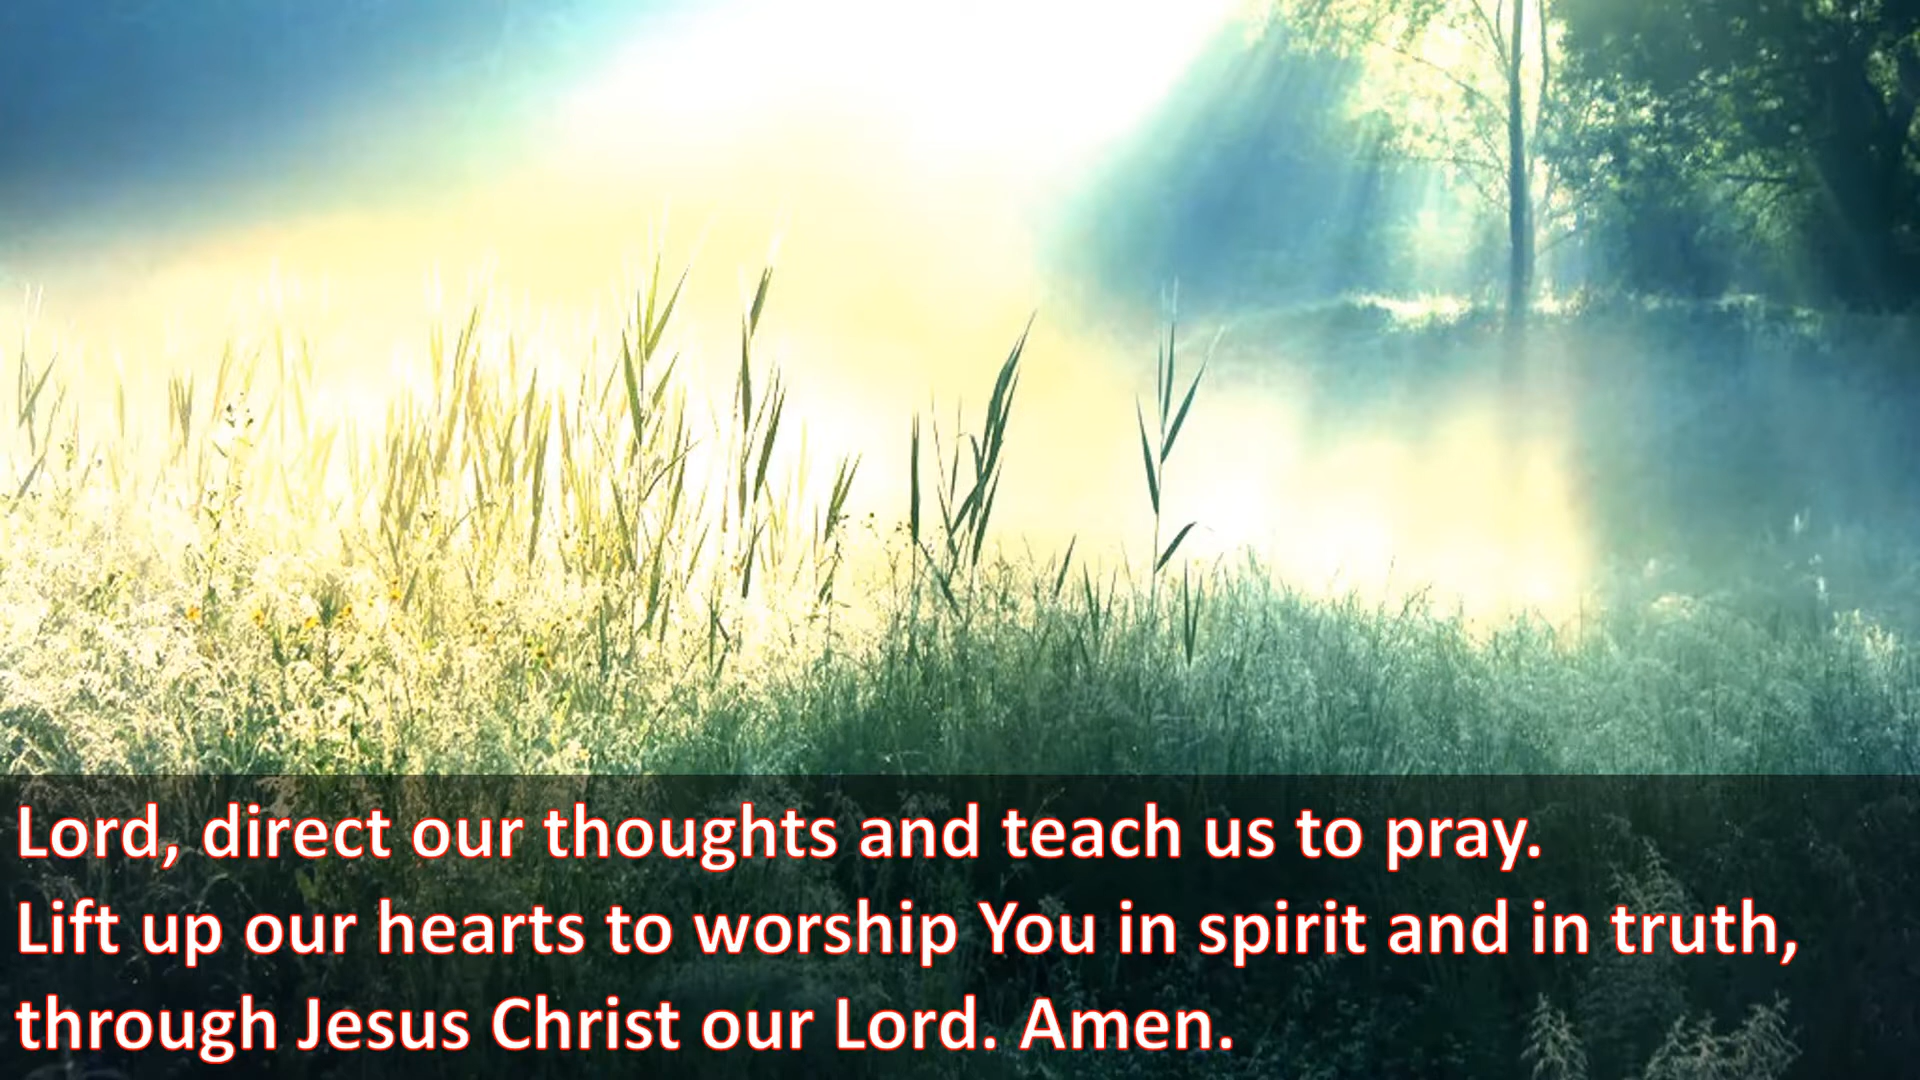 Lord, direct our thoughts and teach us to pray.
Lift up our hearts to worship You in spirit and in truth,
through Jesus Christ our Lord. Amen.